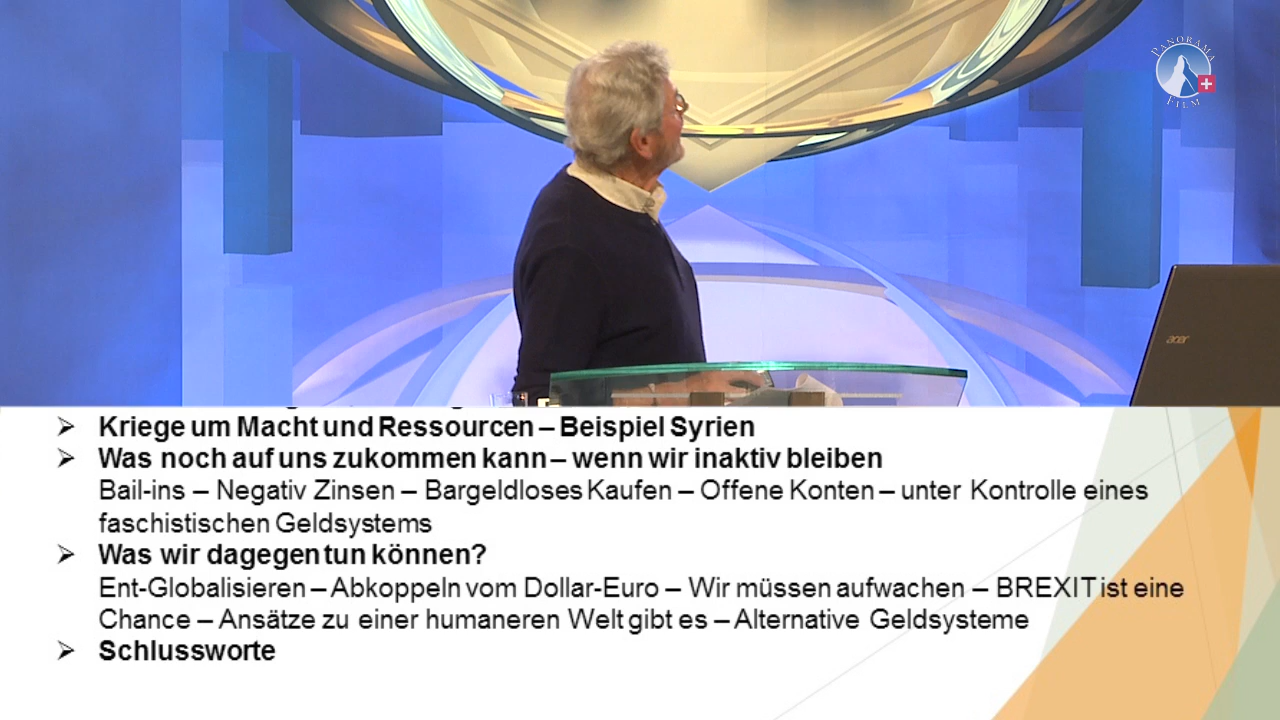 PANORAMA
FILM
acer
Kriege um Macht und Ressourcen – Beispiel Syrien
Was noch auf uns zukommen kann – wenn wir inaktiv bleiben
Bail-ins – Negativ Zinsen – Bargeldloses Kaufen – Offene Konten – unter Kontrolle eines
faschistischen Geldsystems
Was wir dagegen tun können?
Ent-Globalisieren – Abkoppeln vom Dollar-Euro – Wir müssen aufwachen – BREXIT ist eine
Chance – Ansätze zu einer humaneren Welt gibt es – Alternative Geldsysteme
Schlussworte